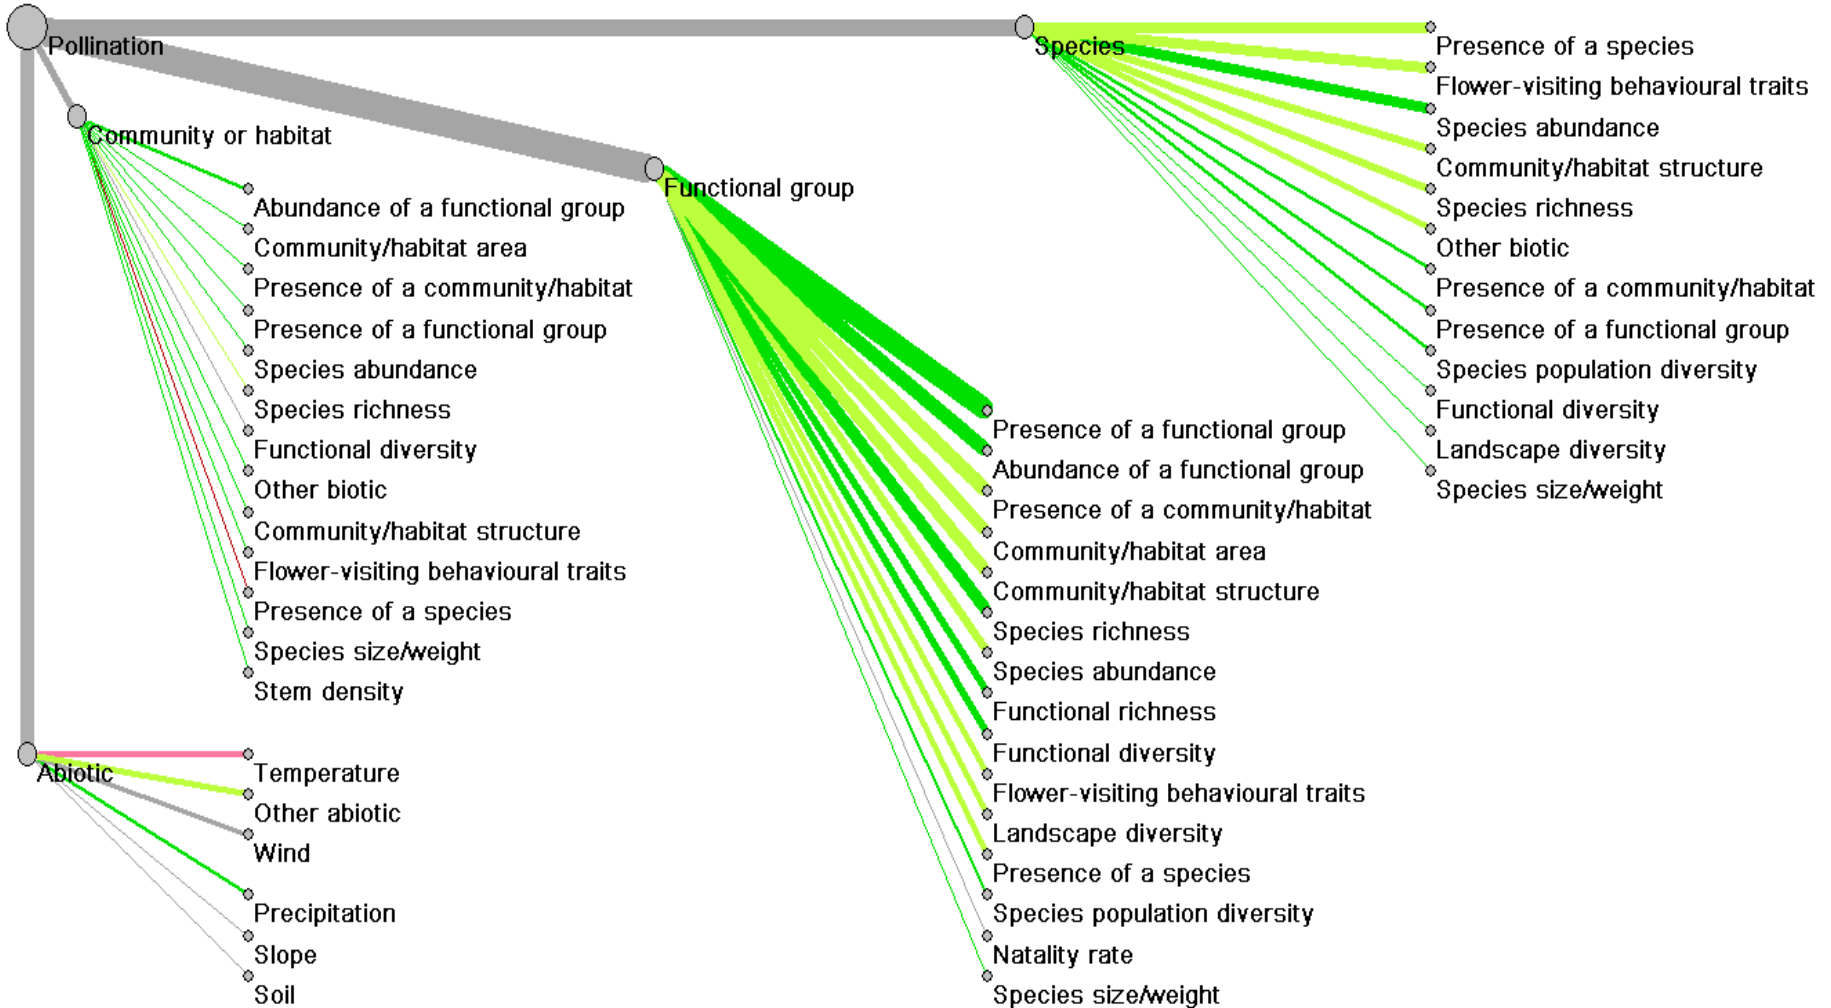 Pollination
Species
Presence of a species
Flower-visiting behavioural traits
Species abundance
Community/habitat structure
Species richness
Other biotic
Presence of a community/habitat
Presence of a functional group
Species population diversity
Functional diversity
Landscape diversity
Species size/weight
Community or habitat
Abundance of a functional group
Community/habitat area
Presence of a community/habitat
Presence of a functional group
Species abundance
Species richness
Functional diversity
Other biotic
Community/habitat structure
Flower-visiting behavioural traits
Presence of a species
Species size/weight
Stem density
Functional group
Presence of a functional group
Abundance of a functional group
Presence of a community/habitat
Community/habitat area
Community/habitat structure
Species richness
Species abundance
Functional richness
Functional diversity
Flower-visiting behavioural traits
Landscape diversity
Presence of a species
Species population diversity
Natality rate
Species size/weight
Abiotic
Temperature
Other abiotic
Wind
Precipitation
Slope
Soil